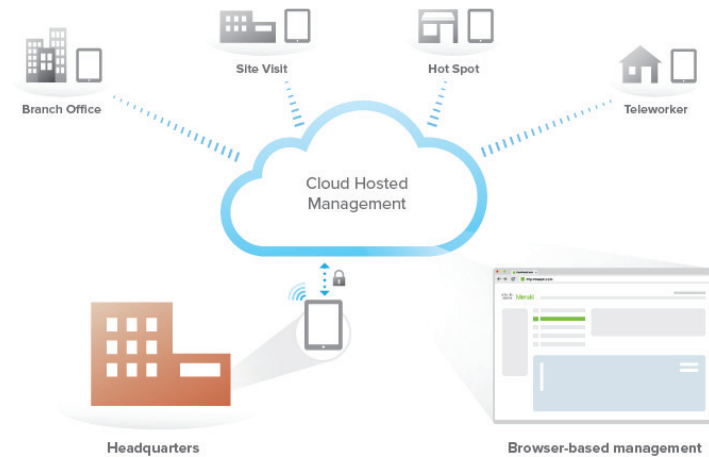 Branch Office
Site Visit
Hot Spot
Teleworker
Cloud Hosted
Management
Meraki
Headquarters
Browser-based management